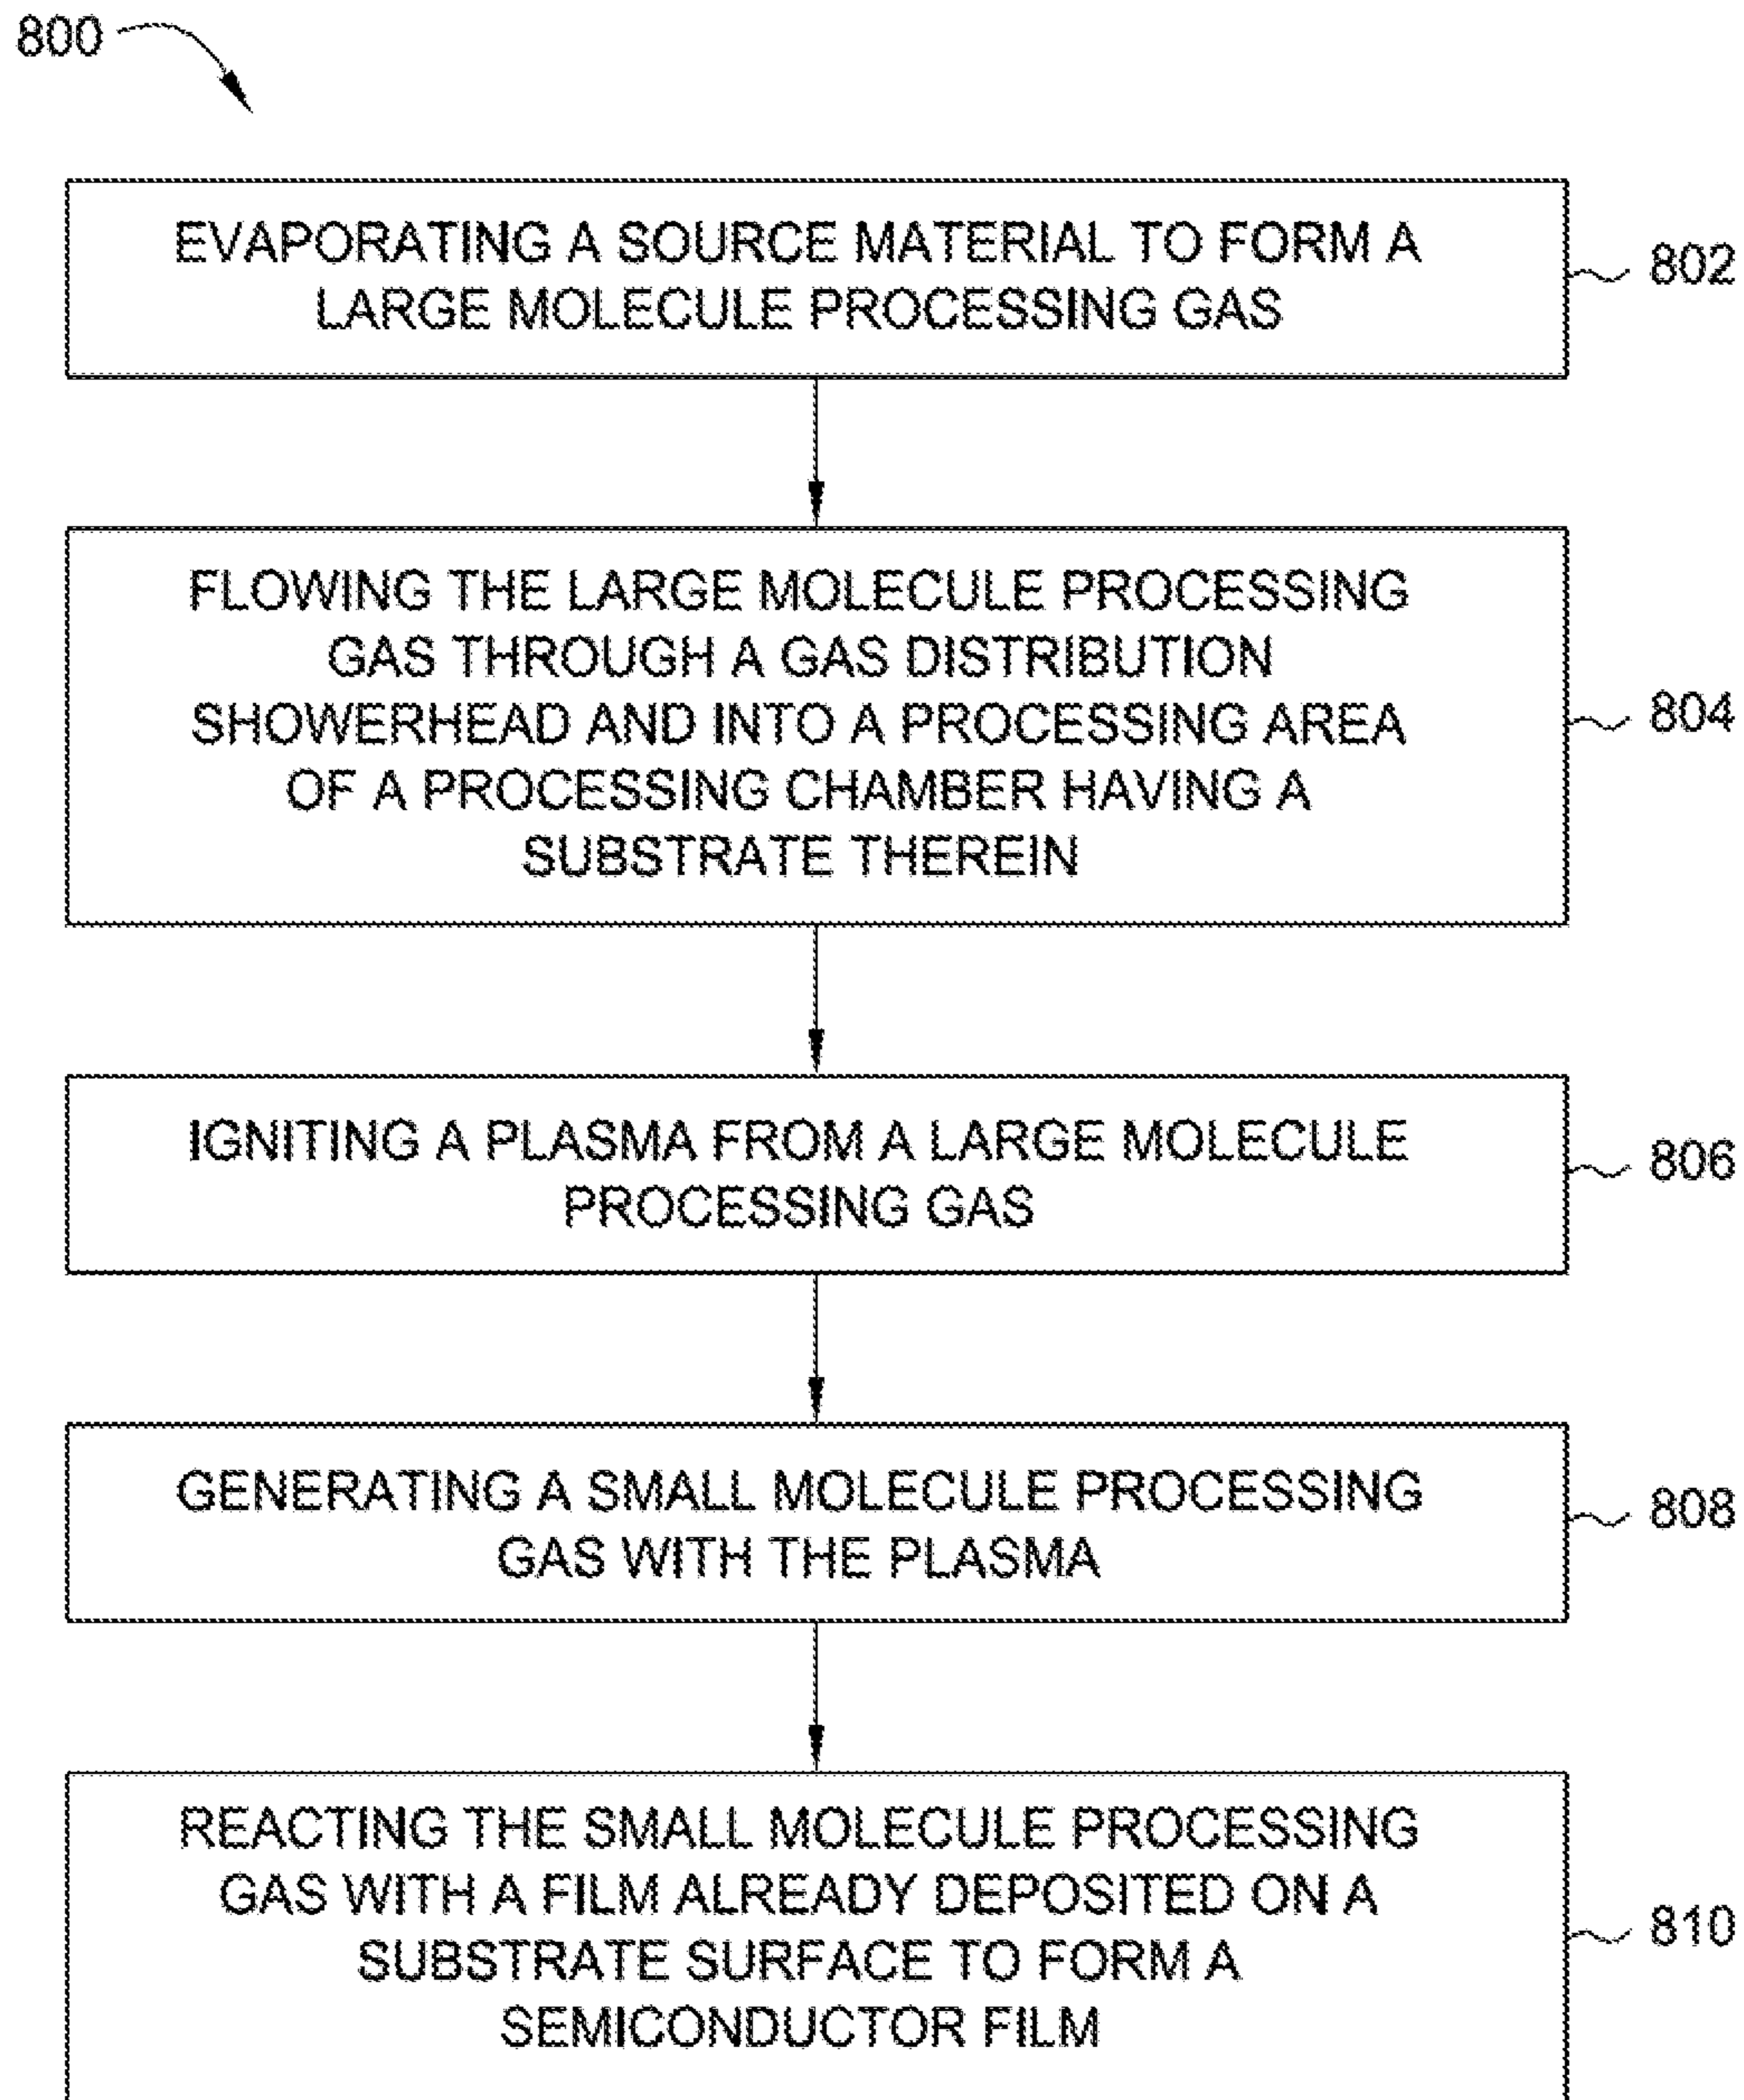 800
EVAPORATING A SOURCE MATERIAL TO FORM A
LARGE MOLECULE PROCESSING GAS
802
FLOWING THE LARGE MOLECULE PROCESSING
GAS THROUGH A GAS DISTRIBUTION
SHOWERHEAD AND INTO A PROCESSING AREA
OF A PROCESSING CHAMBER HAVING A
SUBSTRATE THEREIN
804
IGNITING A PLASMA FROM A LARGE MOLECULE
PROCESSING GAS
806
GENERATING A SMALL MOLECULE PROCESSING
GAS WITH THE PLASMA
808
REACTING THE SMALL MOLECULE PROCESSING
GAS WITH A FILM ALREADY DEPOSITED ON A
SUBSTRATE SURFACE TO FORM A
SEMICONDUCTOR FILM
810